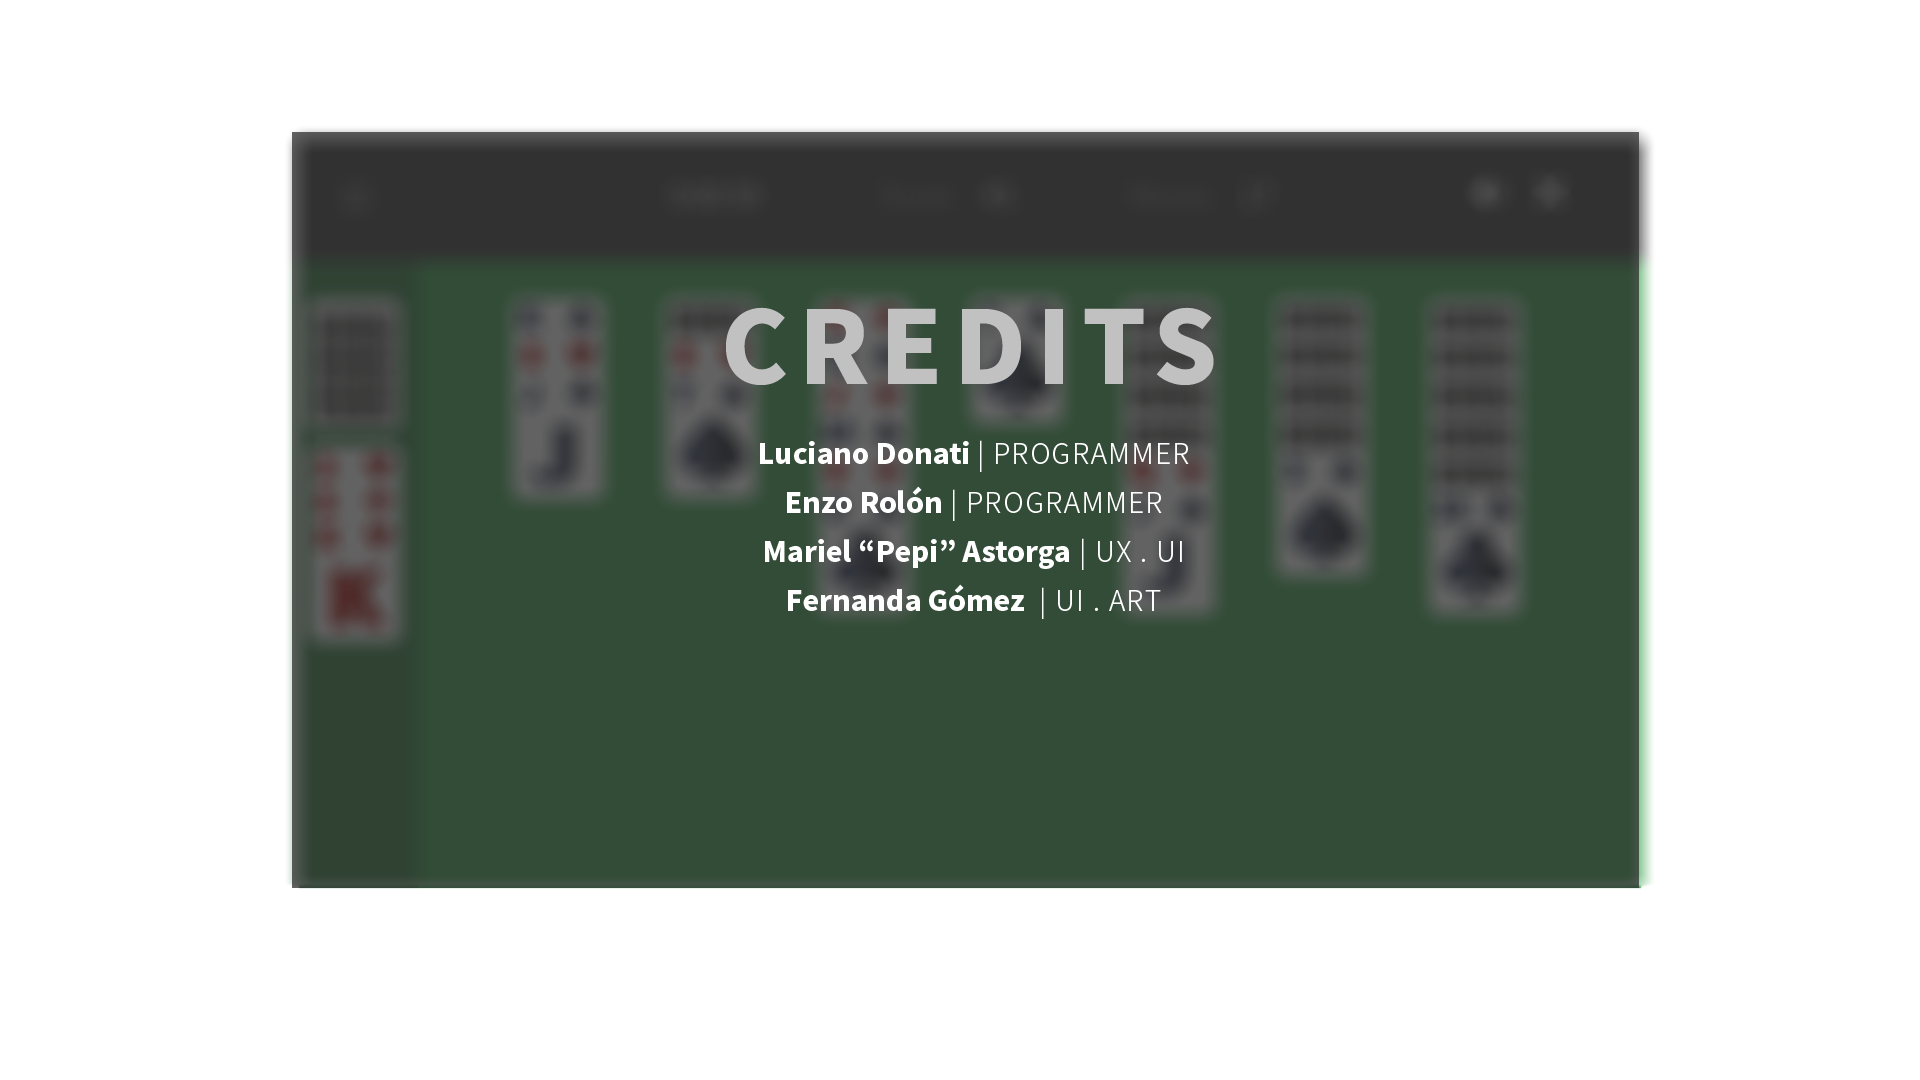 CREDITS
Luciano Donati | PROGRAMMER
Enzo Rolón | PROGRAMMER
Mariel “Pepi” Astorga | UX . UI
Fernanda Gómez | UI . ART